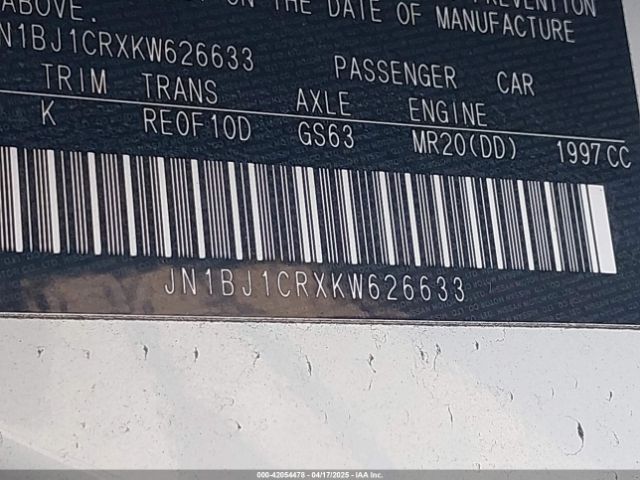 ABOVE. ON THE DATE OF MANUFACTURE
JN1BJ1CRXKW626633 PASSENGER CAR
TRIM TRANS AXLE ENGINE
K RE0F10D GS63 MR20(DD) 1997CC
JN1BJ1CRXKW626633
000-42054478 - 04/17/2025 - IAA Inc.